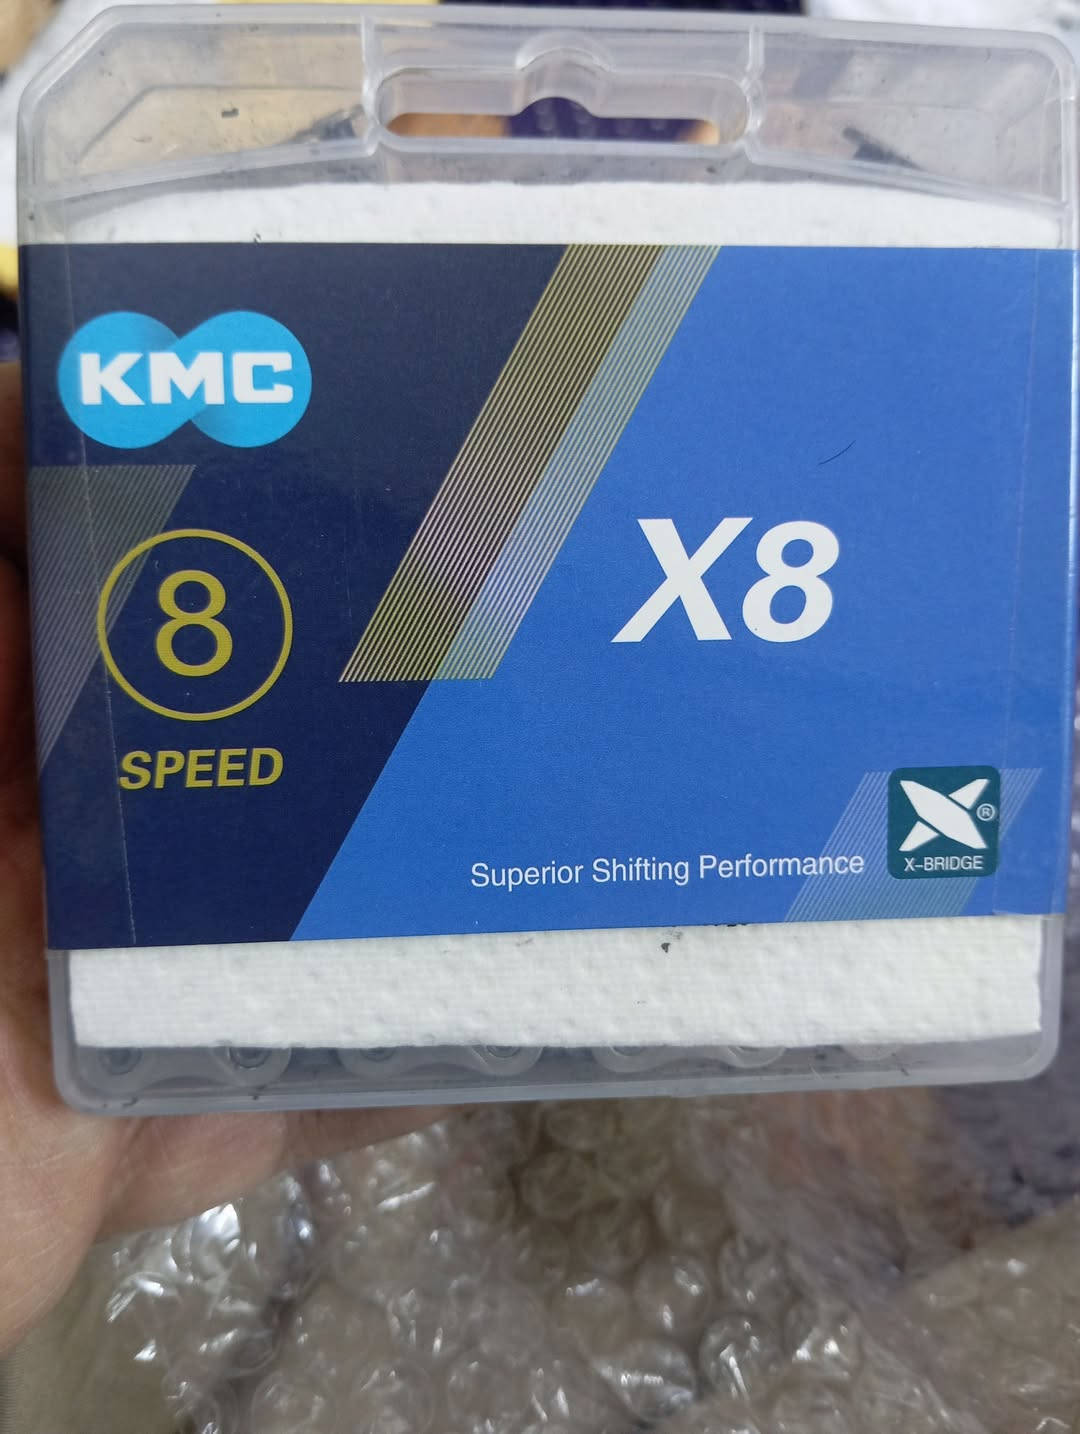 KMC
8
SPEED
X8
Superior Shifting Performance
®
X-BRIDGE